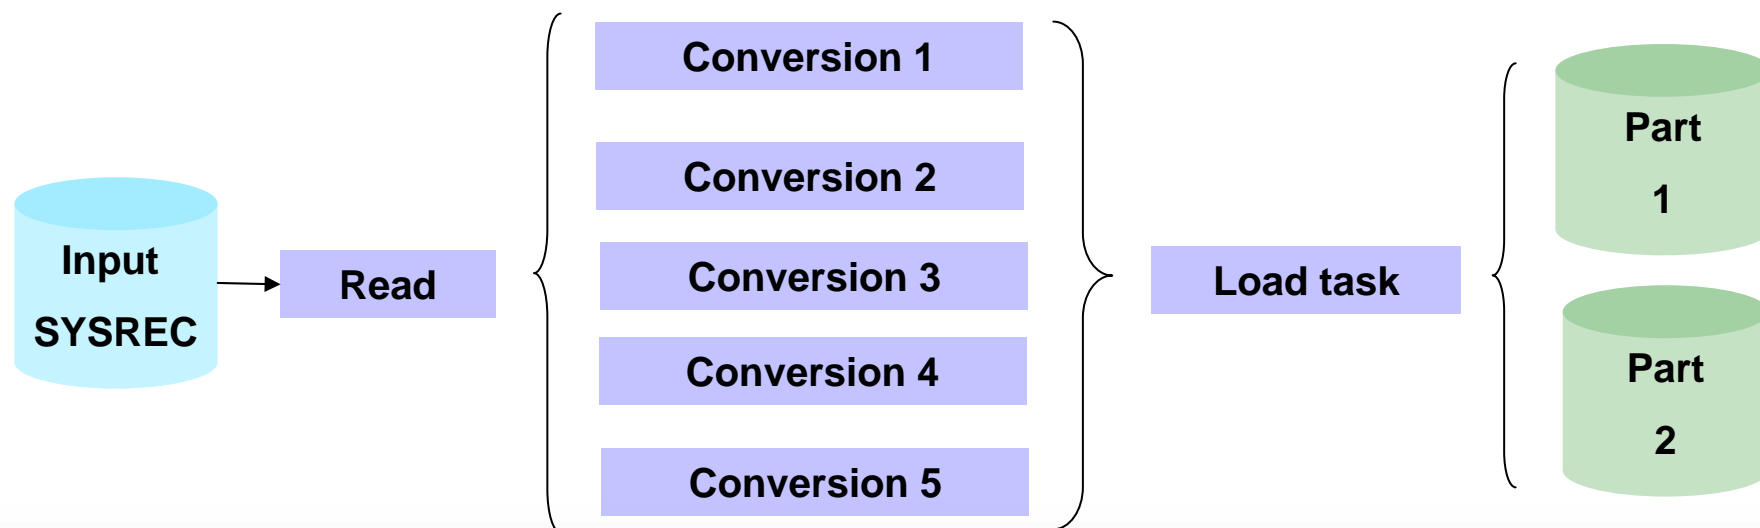 Input
SYSREC
Read
Conversion 1
Conversion 2
Conversion 3
Conversion 4
Conversion 5
Load task
Part
1
Part
2